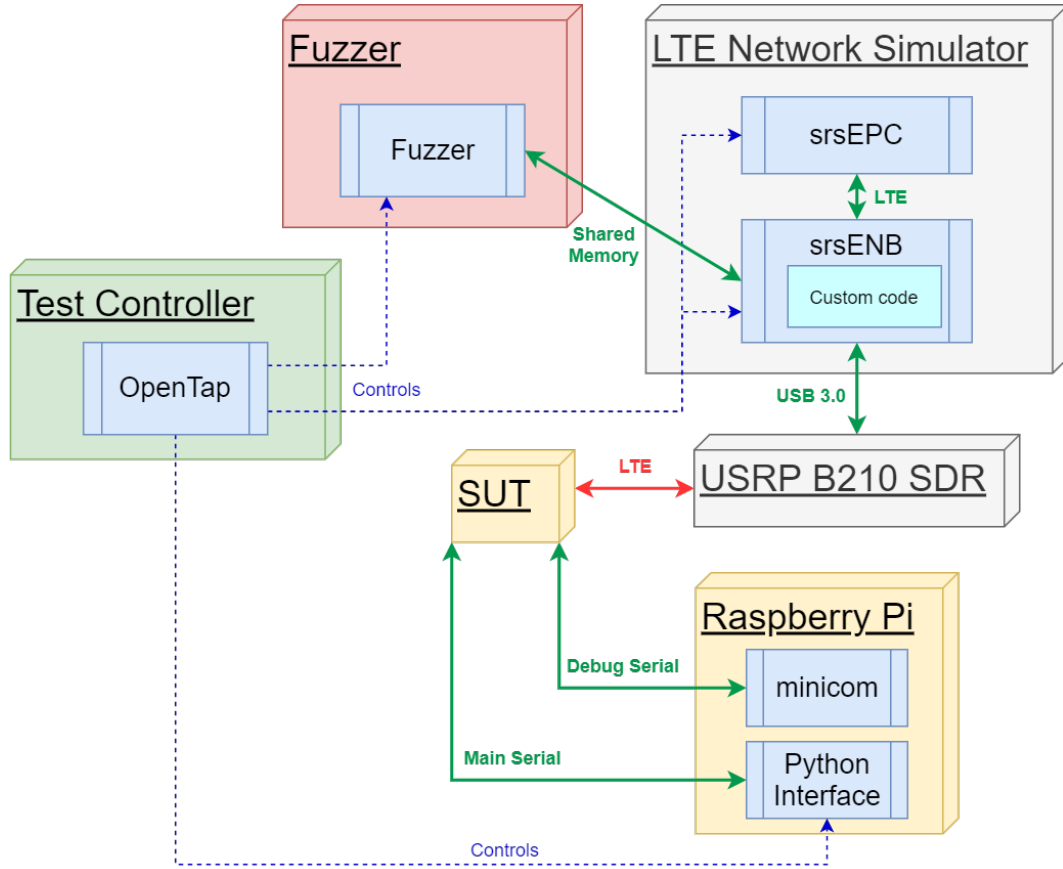 Fuzzer
Fuzzer
LTE Network Simulator
srsEPC
LTE
srsENB
Custom code
Shared
Memory
Test Controller
OpenTap
Controls
USB 3.0
SUT
LTE
USRP B210 SDR
Raspberry Pi
Debug Serial
minicom
Main Serial
Python
Interface
Controls